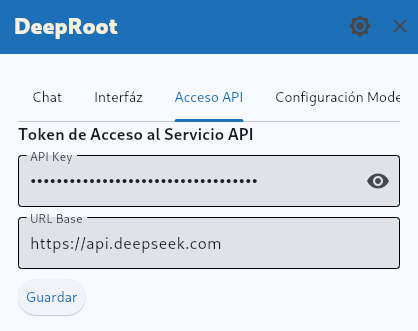 DeepRoot
Chat Interfáz Acceso API Configuración Mode
Token de Acceso al Servicio API
API Key
••••••••••••••••••••••••••••••••••••
URL Base
https://api.deepseek.com
Guardar